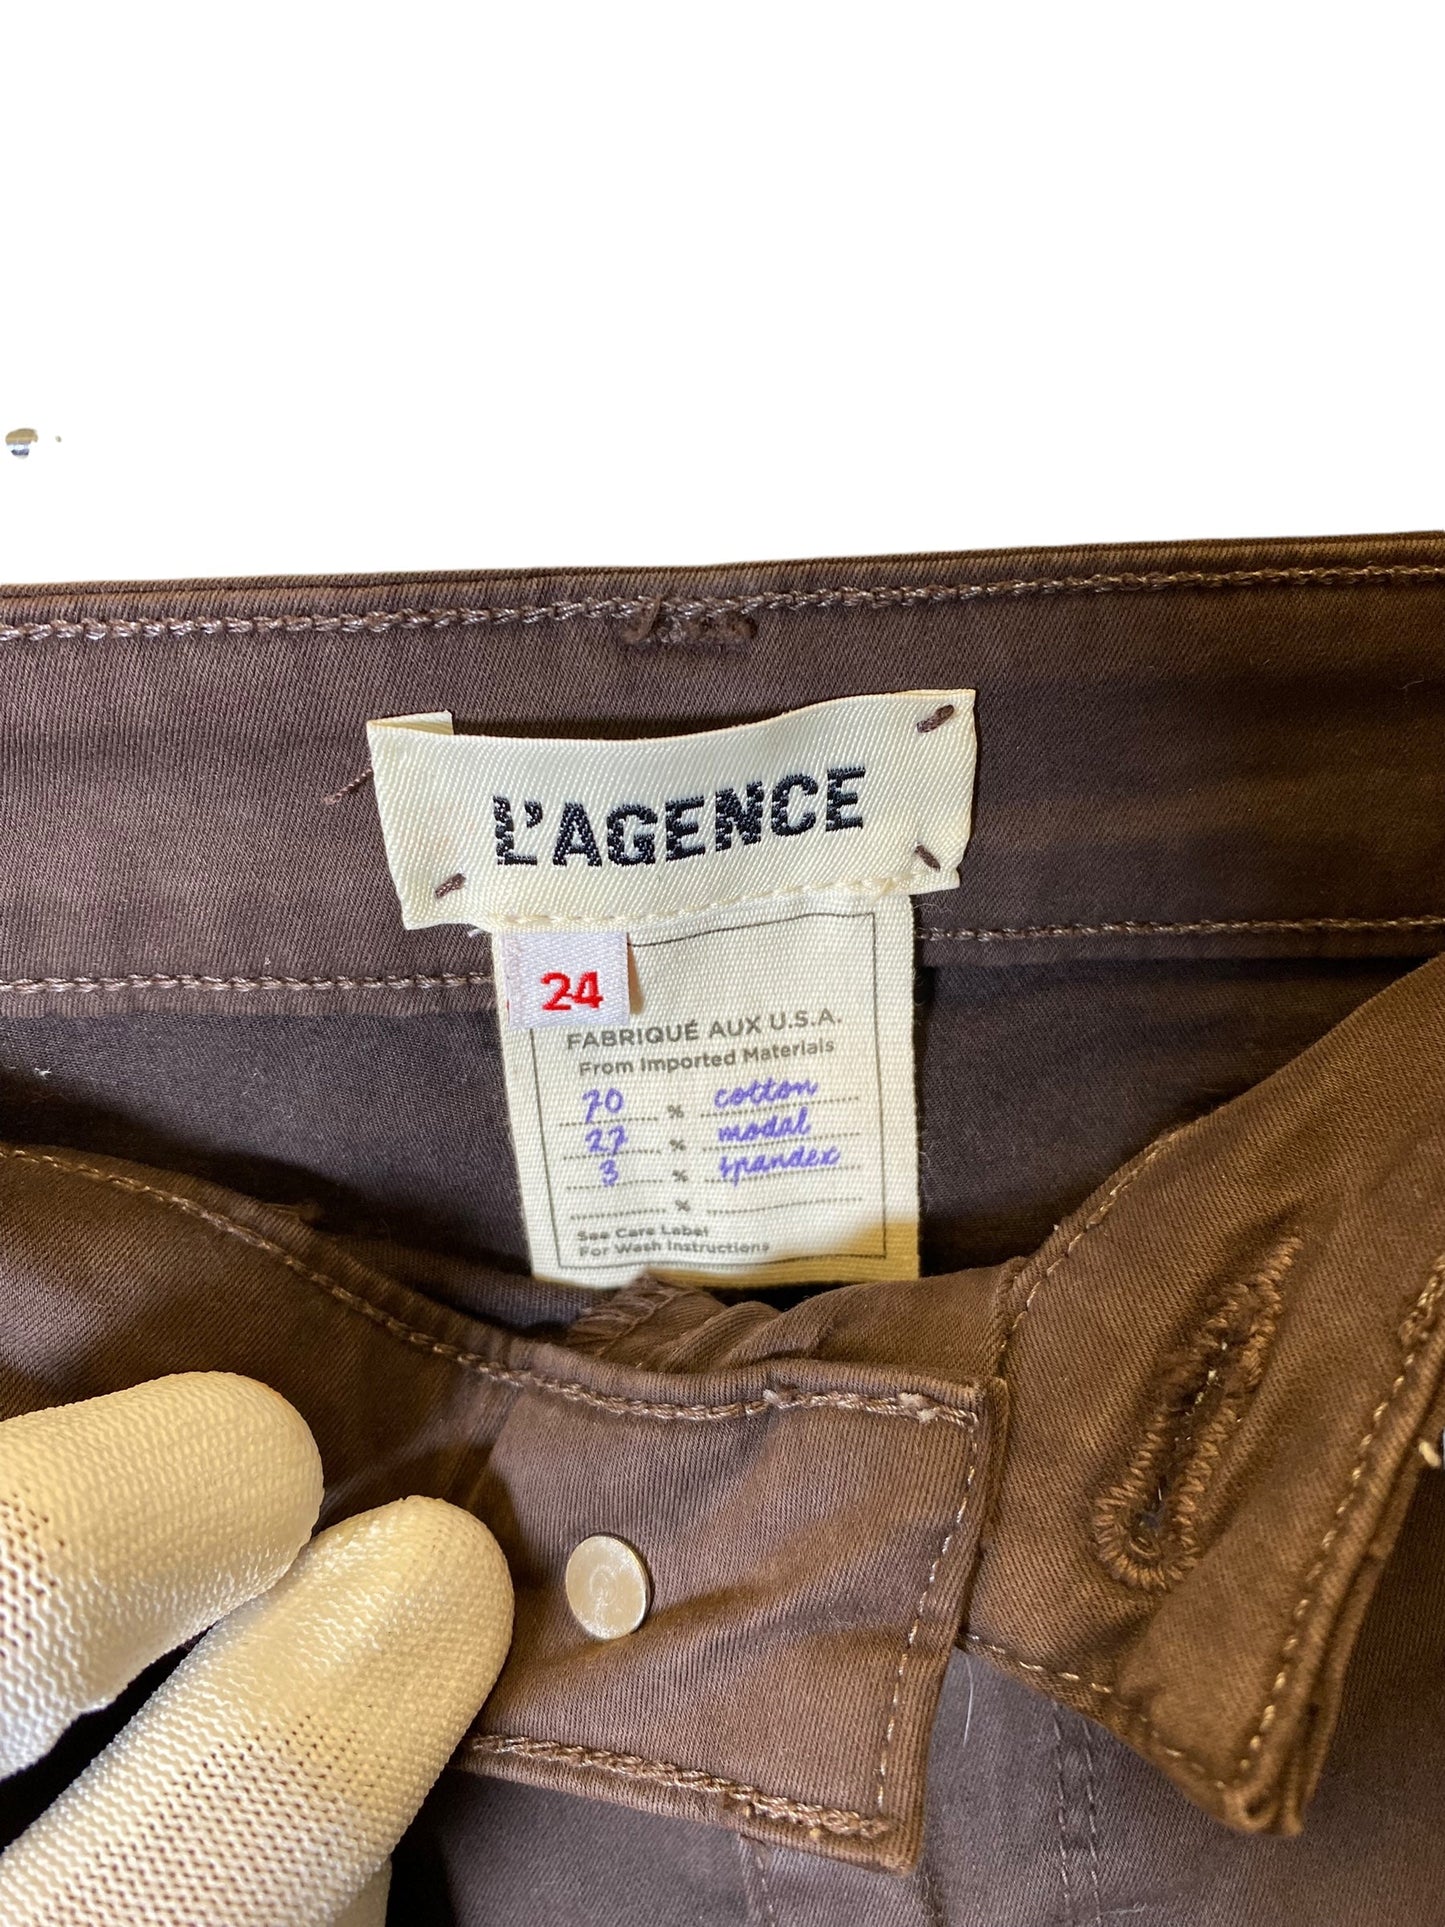 L'AGENCE
24
FABRIQUÉ AUX U.S.A.
From Imported Materials
70 % cotton
27 % modal
3 % spandex
%
See Care Label
For Wash Instructions